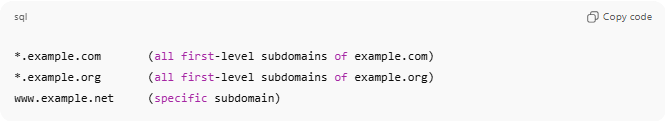 sql
Copy code
*.example.com (all first-level subdomains of example.com)
*.example.org (all first-level subdomains of example.org)
www.example.net (specific subdomain)